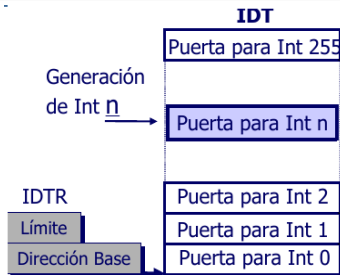 IDT
Puerta para Int 255
Generación
de Int n
Puerta para Int n
IDTR
Puerta para Int 2
Límite
Puerta para Int 1
Dirección Base
Puerta para Int 0